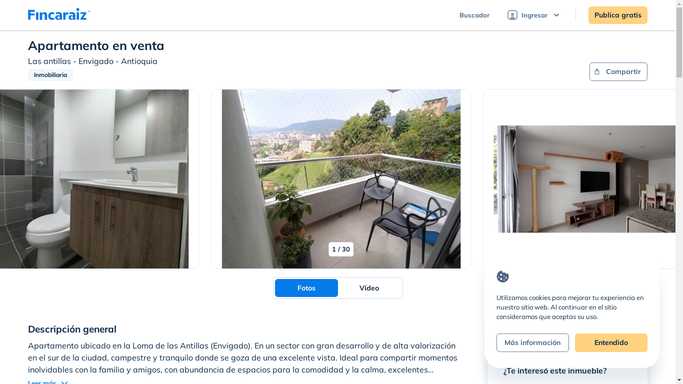 Fincaraiz
Buscador
Ingresar
Publica gratis
Apartamento en venta
Las antillas - Envigado - Antioquia
Inmobiliaria
Compartir
1 / 30
Fotos
Video
Utilizamos cookies para mejorar tu experiencia en
nuestro sitio web. Al continuar en el sitio
consideramos que aceptas su uso.
Más información
Entendido
Descripción general
Apartamento ubicado en la Loma de las Antillas (Envigado). En un sector con gran desarrollo y de alta valorización
en el sur de la ciudad, campestre y tranquilo donde se goza de una excelente vista. Ideal para compartir momentos
inolvidables con la familia y amigos, con abundancia de espacios para la comodidad y la calma, excelentes…
Leer más
¿Te interesó este inmueble?